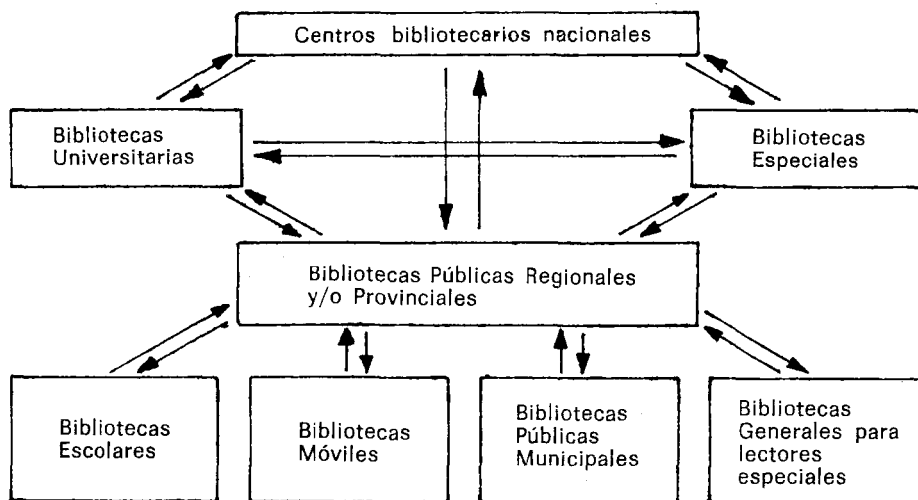 Centros bibliotecarios nacionales
Bibliotecas
Universitarias
Bibliotecas
Especiales
Bibliotecas Públicas Regionales
y/o Provinciales
Bibliotecas
Escolares
Bibliotecas
Móviles
Bibliotecas
Públicas
Municipales
Bibliotecas
Generales para
lectores
especiales